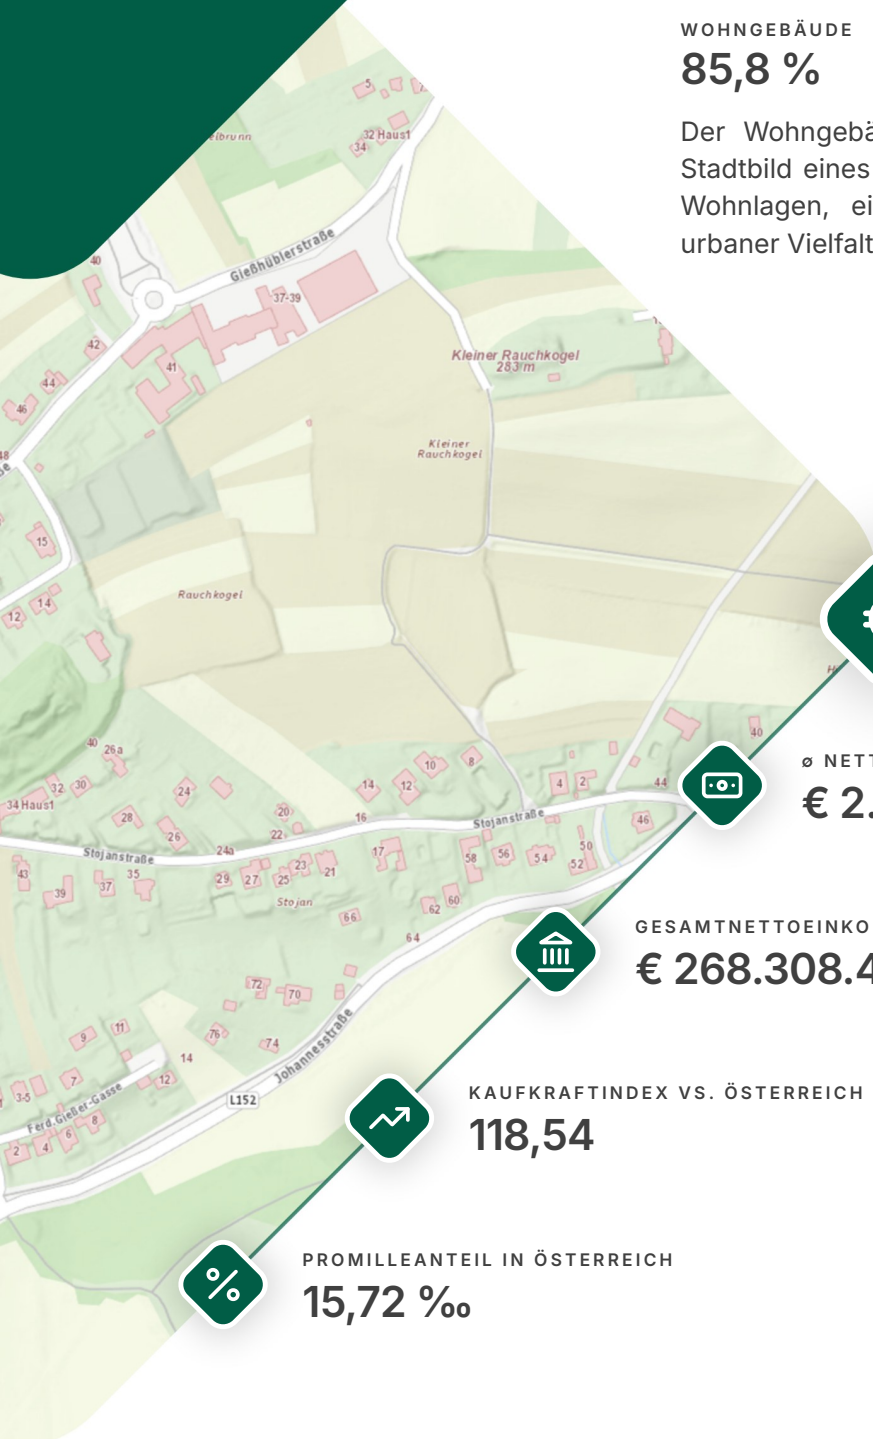 WOHNGEBÄUDE
85,8 %
Der Wohngebä
Stadtbild eines
Wohnlagen, ei
urbaner Vielfalt
elbrunn
5
32 Haust
34
40
Gießhüblerstraße
37-39
42
41
44
46
48
Kleiner Rauchkogel
283 m
Kleiner
Rauchkogel
15
14
12
Rauchkogel
40
26a
32
30
34 Haust
28
24
26
20
22
24a
16
14
12
10
8
4
2
44
40
46
Stojanstraße
Stojanstraße
43
39
37
35
29
27
25
23
21
17
58
56
54
52
50
Stojan
66
62
60
64
72
70
76
74
14
12
11
9
7
3-5
Ferd.Gießer-Gasse
2
4
6
8
L152
Johannesstraße
ø NETT
€ 2.
GESAMTNETTOEINKO
€ 268.308.4
KAUFKRAFTINDEX VS. ÖSTERREICH
118,54
PROMILLEANTEIL IN ÖSTERREICH
15,72 ‰